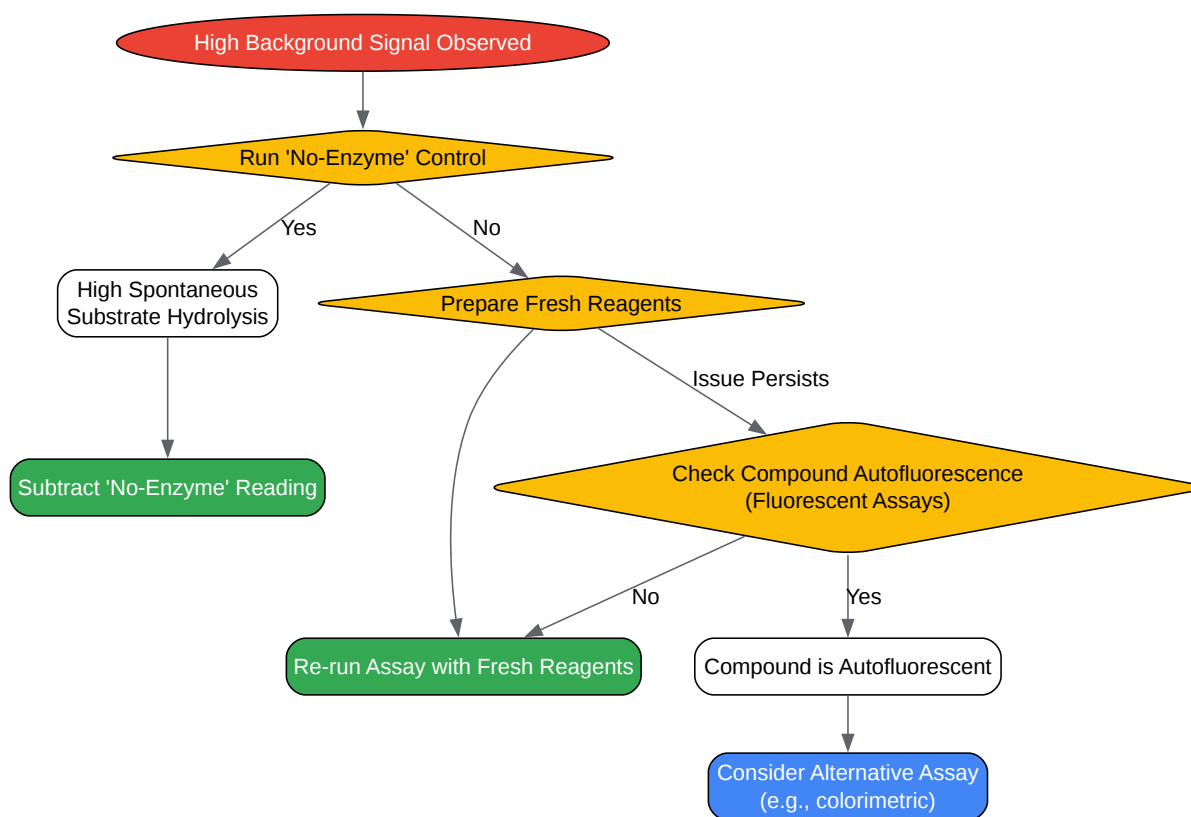 High Background Signal Observed
Run 'No-Enzyme' Control
Yes
No
High Spontaneous
Substrate Hydrolysis
Prepare Fresh Reagents
Issue Persists
Subtract 'No-Enzyme' Reading
Check Compound Autofluorescence
(Fluorescent Assays)
No
Yes
Re-run Assay with Fresh Reagents
Compound is Autofluorescent
Consider Alternative Assay
(e.g., colorimetric)